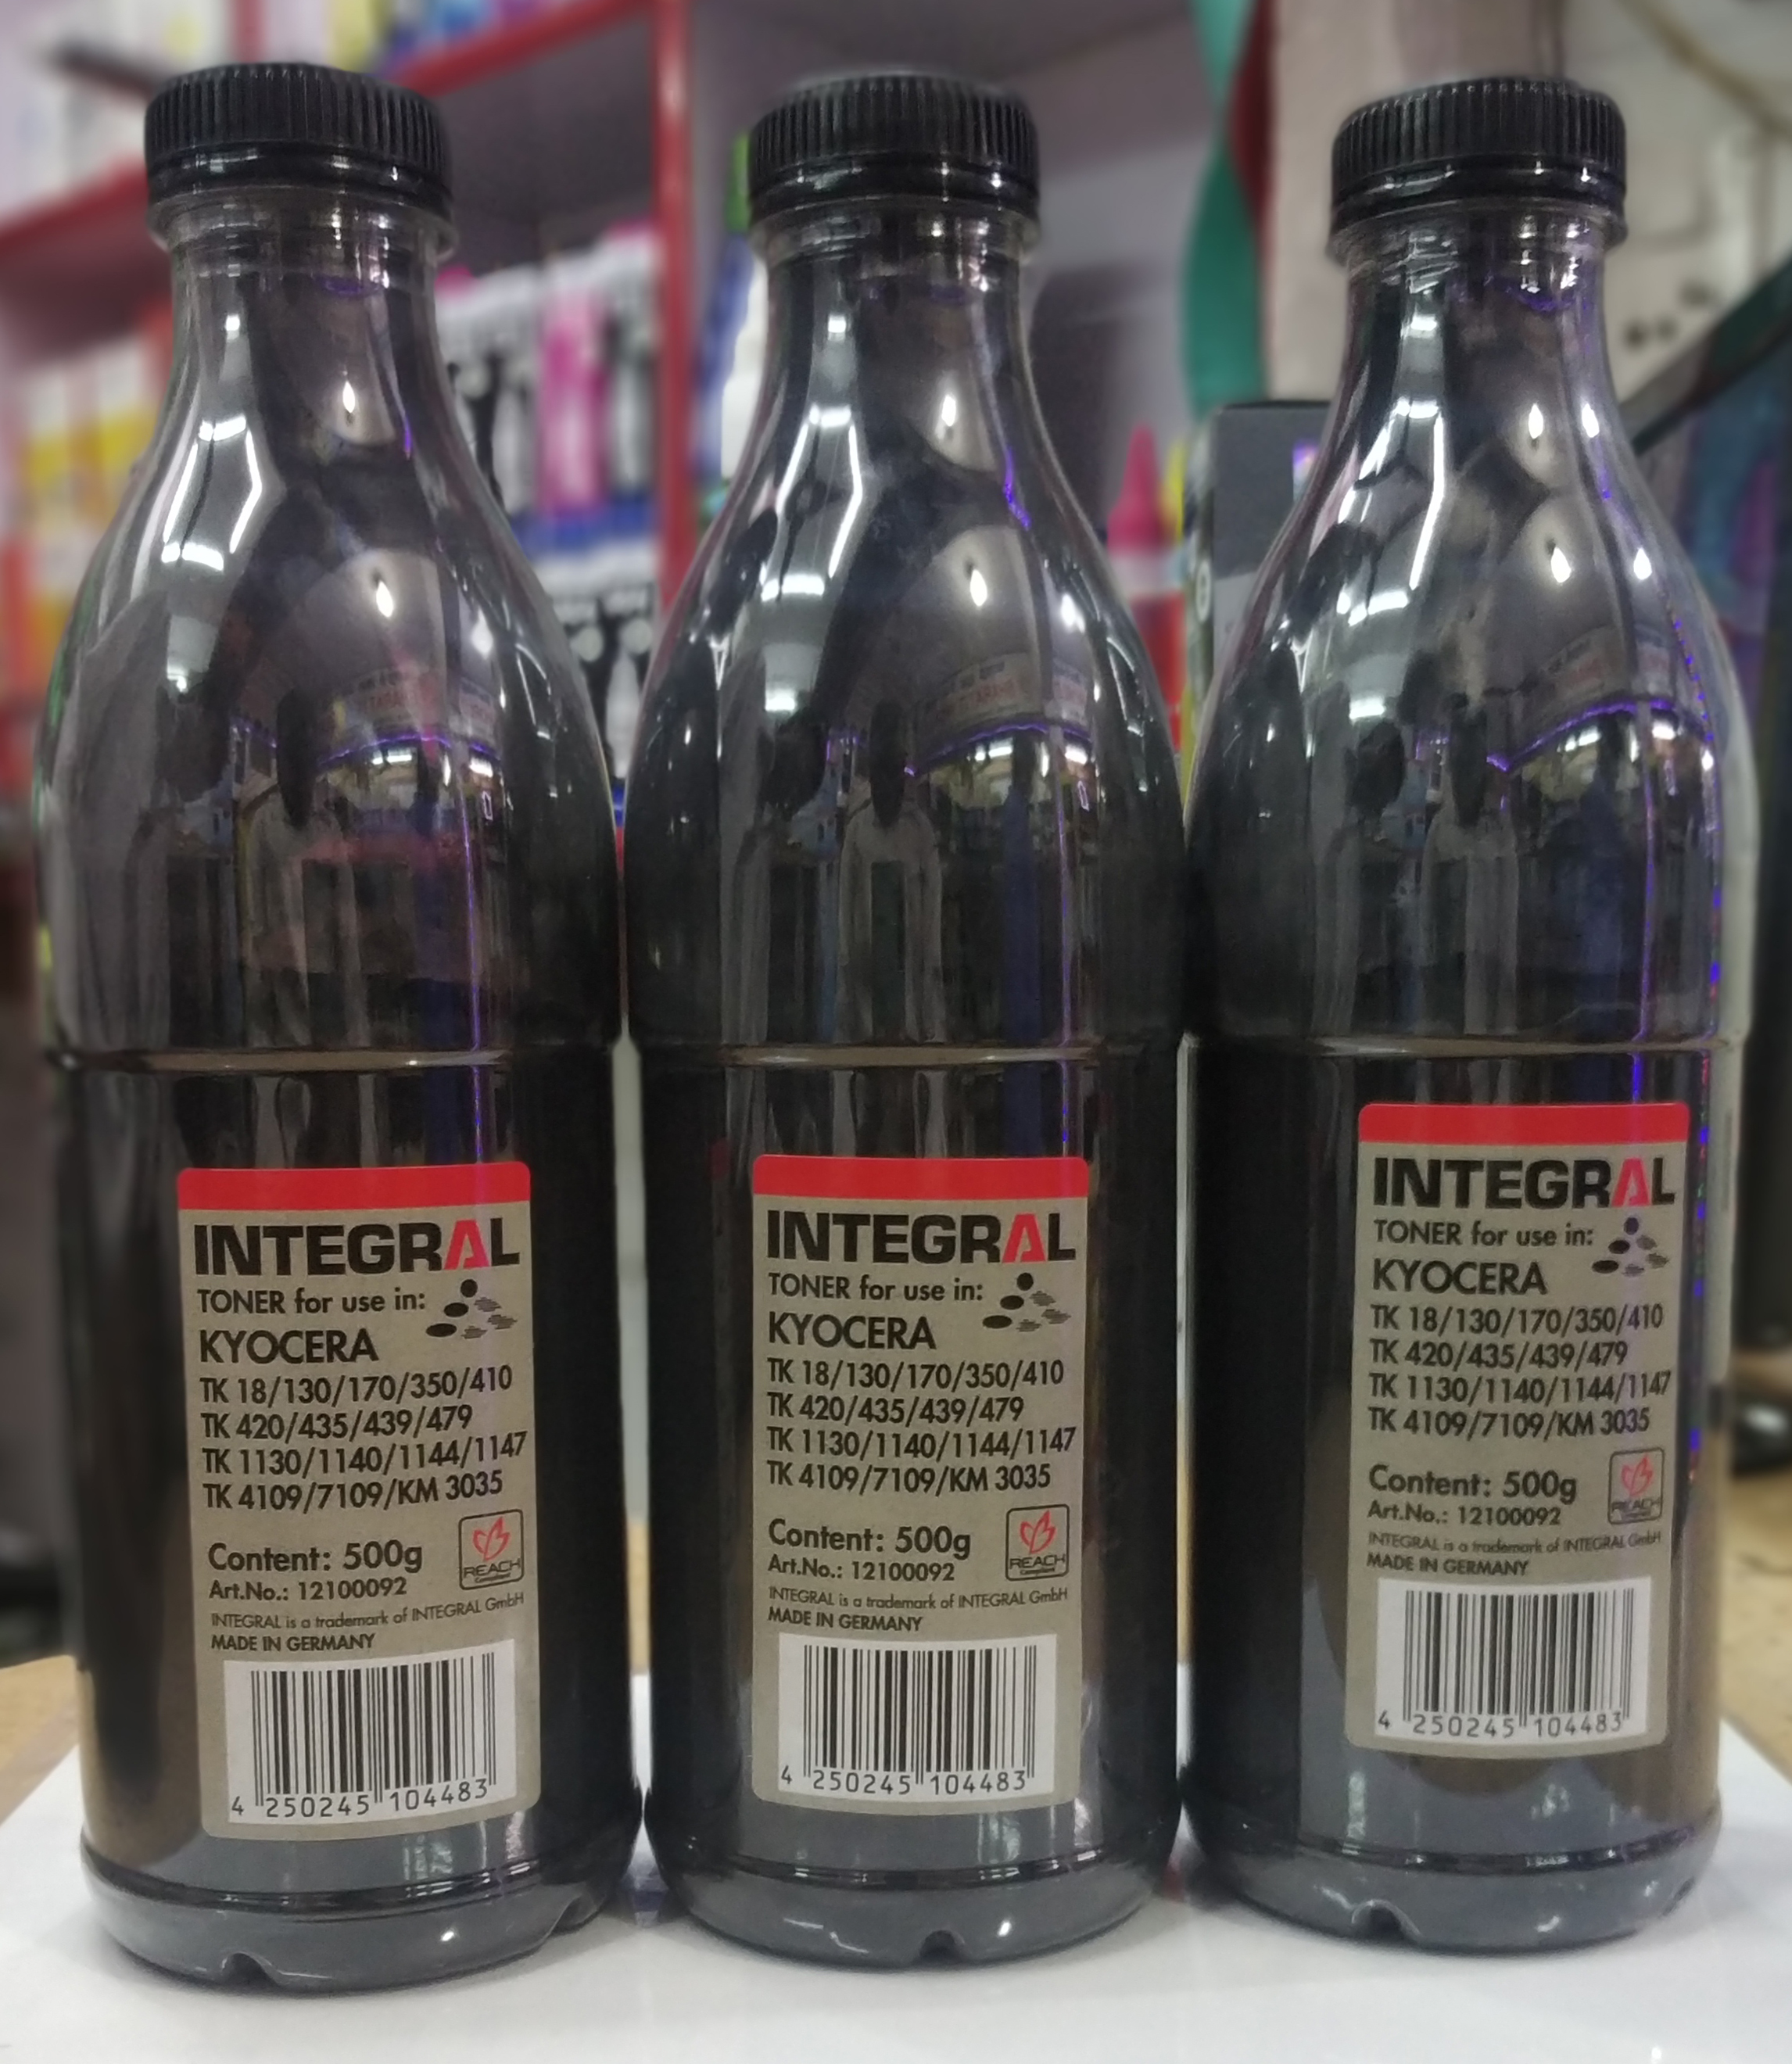 INTEGRAL
TONER for use in:
KYOCERA
TK 18/130/170/350/410
TK 420/435/439/479
TK 1130/1140/1144/1147
TK 4109/7109/KM 3035
Content: 500g
Art.No.: 12100092
REACH
Compliant
INTEGRAL is a trademark of INTEGRAL GmbH
MADE IN GERMANY
4 250245 104483
INTEGRAL
TONER for use in:
KYOCERA
TK 18/130/170/350/410
TK 420/435/439/479
TK 1130/1140/1144/1147
TK 4109/7109/KM 3035
Content: 500g
Art.No.: 12100092
REACH
Compliant
INTEGRAL is a trademark of INTEGRAL GmbH
MADE IN GERMANY
4 250245 104483
INTEGRAL
TONER for use in:
KYOCERA
TK 18/130/170/350/410
TK 420/435/439/479
TK 1130/1140/1144/1147
TK 4109/7109/KM 3035
Content: 500g
Art.No.: 12100092
REACH
INTEGRAL is a trademark of INTEGRAL GmbH
MADE IN GERMANY
4 250245 104483